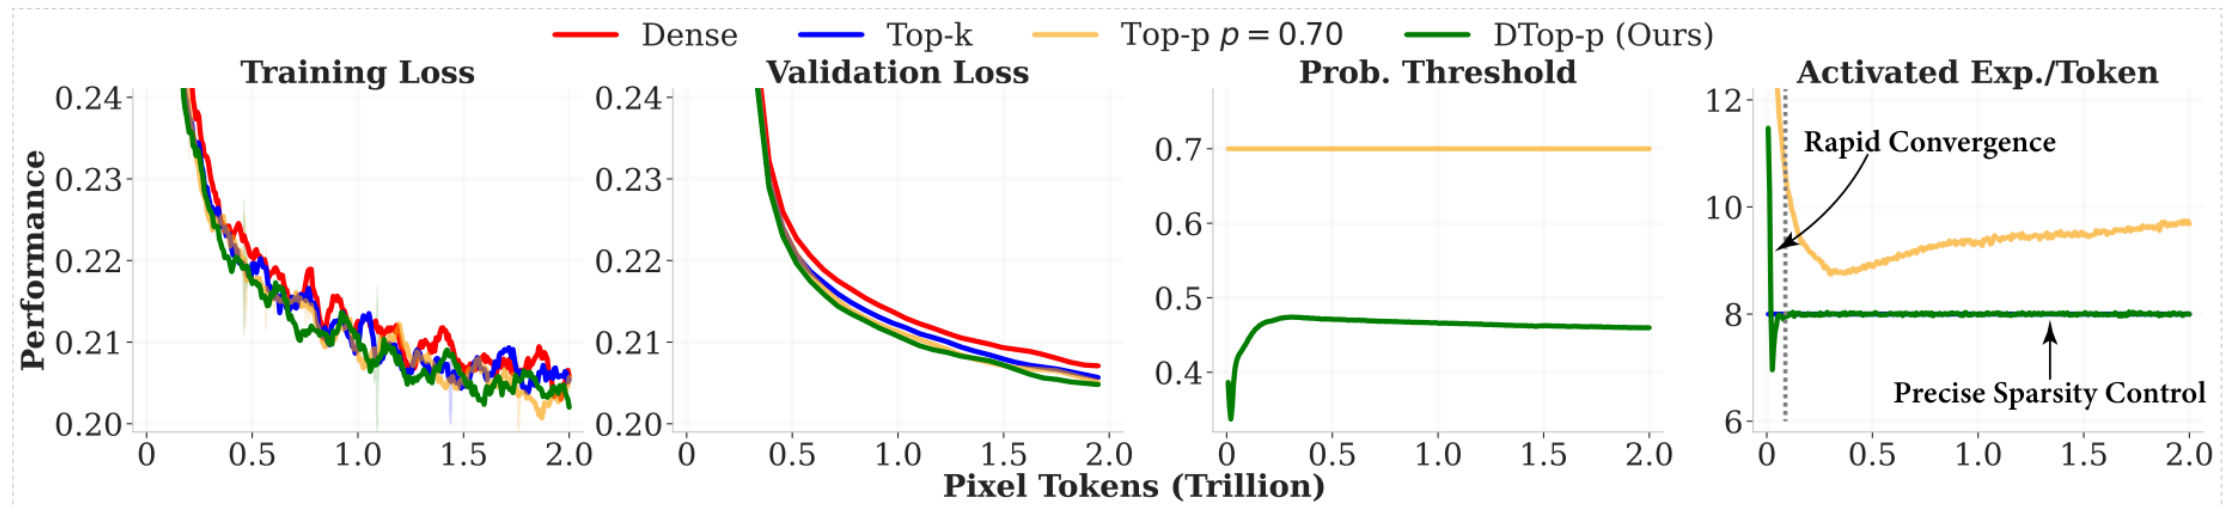 Dense Top-k Top-p p = 0.70 DTop-p (Ours)
Training Loss
Performance
0.24
0.23
0.22
0.21
0.20
0 0.5 1.0 1.5 2.0
Validation Loss
0.24
0.23
0.22
0.21
0.20
0 0.5 1.0 1.5 2.0
Prob. Threshold
0.7
0.6
0.5
0.4
0 0.5 1.0 1.5 2.0
Activated Exp./Token
12
10
8
6
Rapid Convergence
Precise Sparsity Control
0 0.5 1.0 1.5 2.0
Pixel Tokens (Trillion)